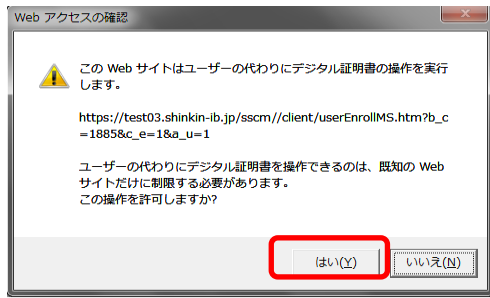 Web アクセスの確認
この Web サイトはユーザーの代わりにデジタル証明書の操作を実行
します。
https://test03.shinkin-ib.jp/sscm//client/userEnrollMS.htm?b_c
=1885&c_e=1&a_u=1
ユーザーの代わりにデジタル証明書を操作できるのは、既知の Web
サイトだけに制限する必要があります。
この操作を許可しますか?
はい(Y) いいえ(N)